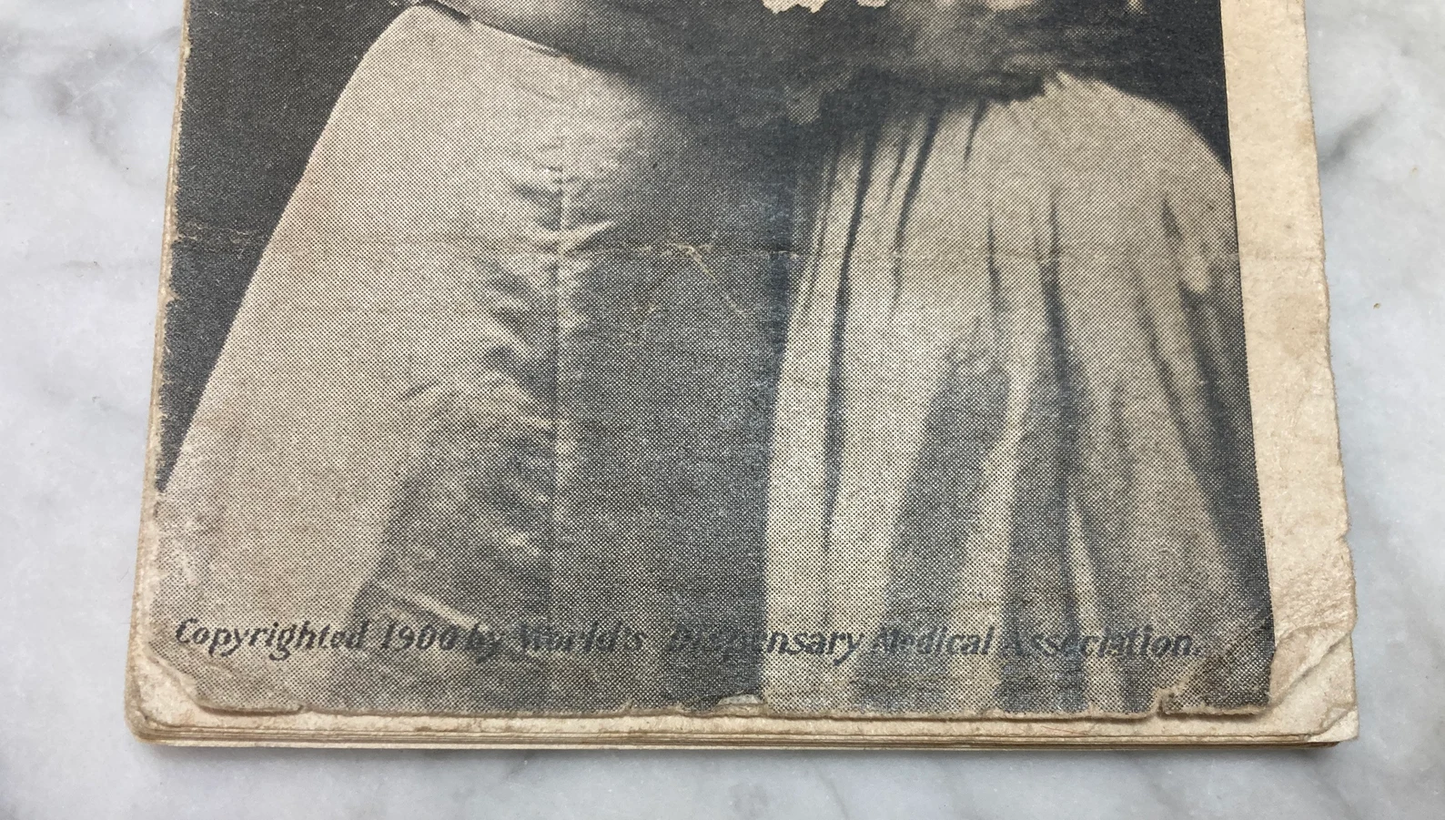 Copyrighted 1900 by World's Dispensary Medical Association.